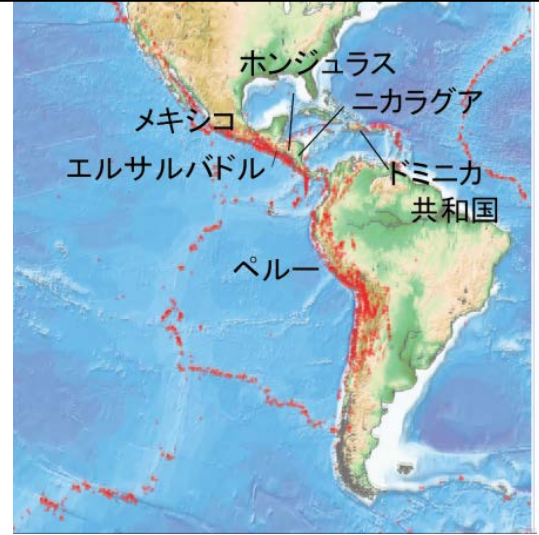 ホンジュラス
ニカラグア
メキシコ
エルサルバドル
ドミニカ
共和国
ペルー